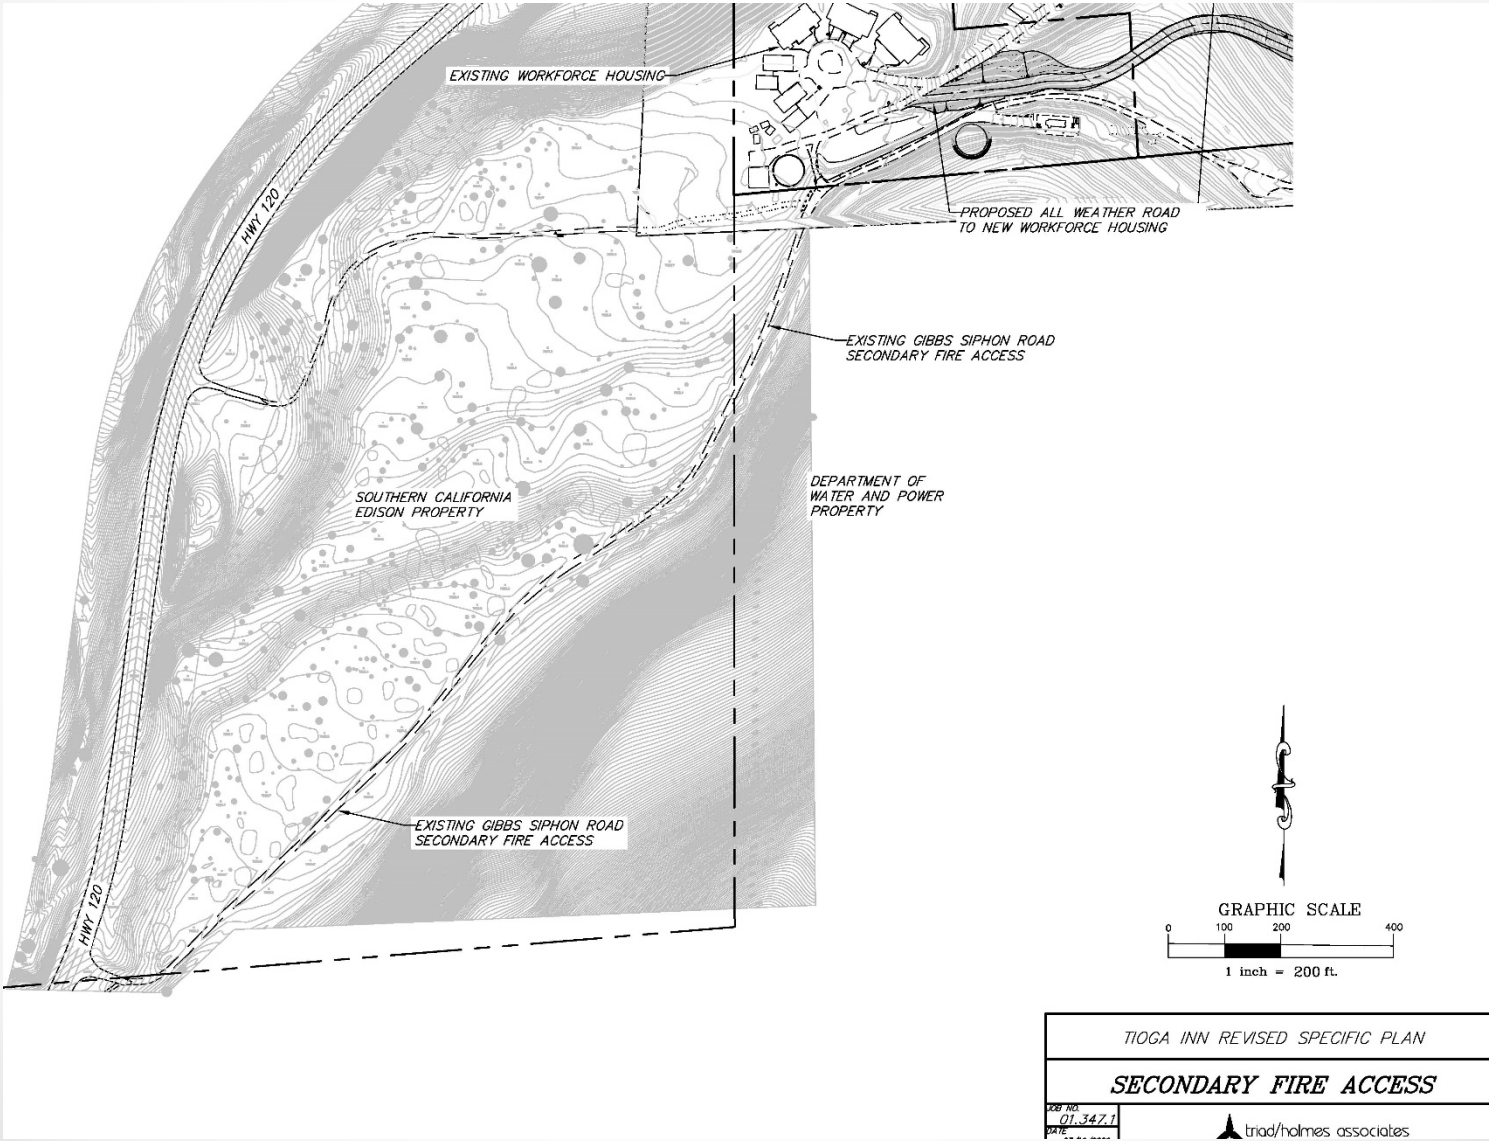 EXISTING WORKFORCE HOUSING
HWY 120
PROPOSED ALL WEATHER ROAD
TO NEW WORKFORCE HOUSING
EXISTING GIBBS SIPHON ROAD
SECONDARY FIRE ACCESS
SOUTHERN CALIFORNIA
EDISON PROPERTY
DEPARTMENT OF
WATER AND POWER
PROPERTY
EXISTING GIBBS SIPHON ROAD
SECONDARY FIRE ACCESS
HWY 120
GRAPHIC SCALE
0 100 200 400
1 inch = 200 ft.
TIOGA INN REVISED SPECIFIC PLAN
SECONDARY FIRE ACCESS
JOB NO.
01.347.1
DATE
triad/holmes associates